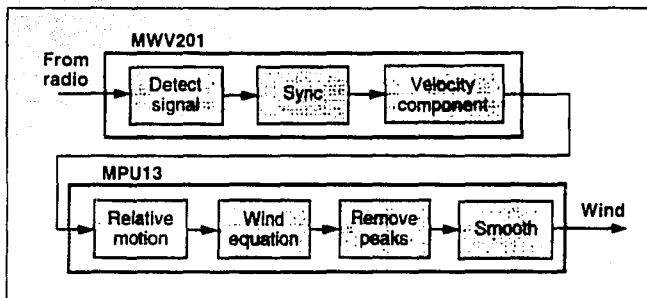 MWV201
From
radio
Detect
signal
Sync
Velocity
component
MPU13
Relative
motion
Wind
equation
Remove
peaks
Smooth
Wind